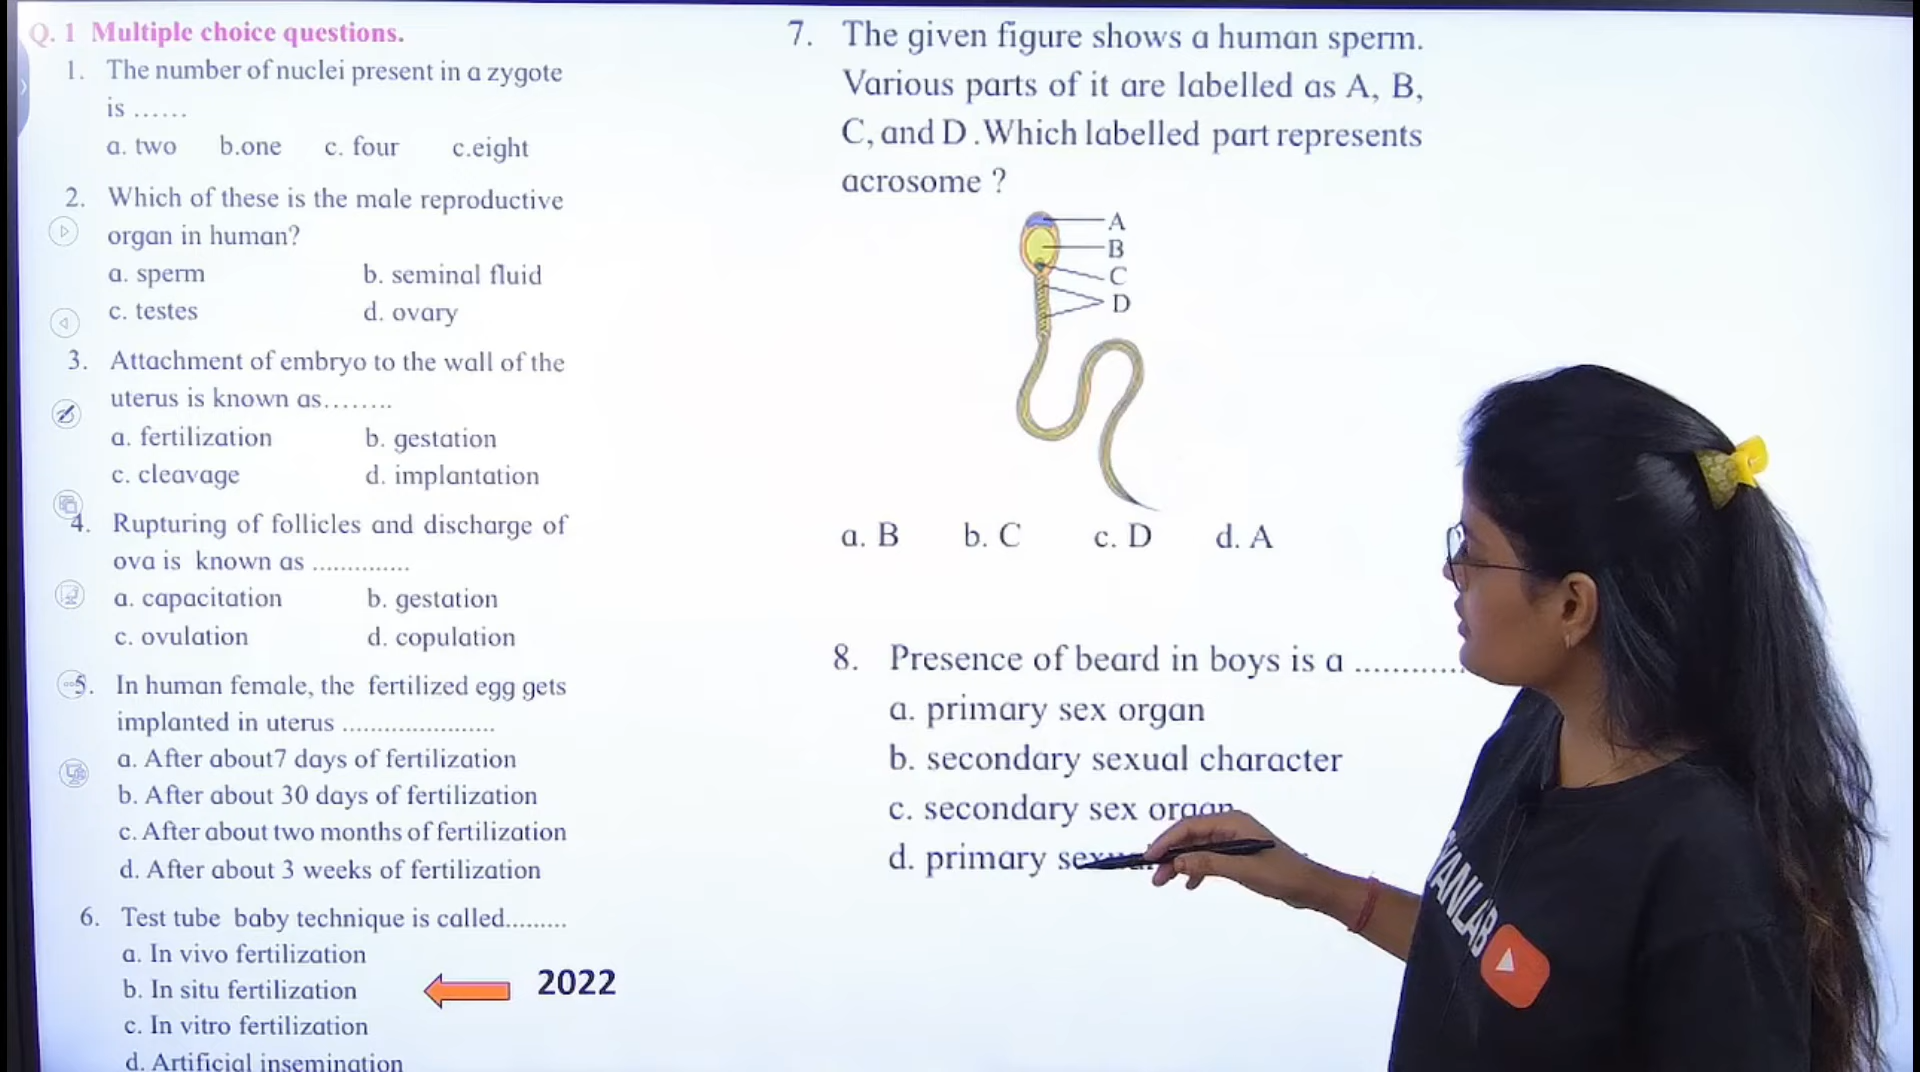 Q. 1 Multiple choice questions.
1. The number of nuclei present in a zygote
is ......
a. two b.one c. four c.eight
2. Which of these is the male reproductive
organ in human?
a. sperm b. seminal fluid
c. testes d. ovary
3. Attachment of embryo to the wall of the
uterus is known as........
a. fertilization b. gestation
c. cleavage d. implantation
4. Rupturing of follicles and discharge of
ova is known as .............
a. capacitation b. gestation
c. ovulation d. copulation
5. In human female, the fertilized egg gets
implanted in uterus ......................
a. After about7 days of fertilization
b. After about 30 days of fertilization
c. After about two months of fertilization
d. After about 3 weeks of fertilization
6. Test tube baby technique is called.........
a. In vivo fertilization
b. In situ fertilization
2022
c. In vitro fertilization
d. Artificial insemination
7. The given figure shows a human sperm.
Various parts of it are labelled as A, B,
C, and D .Which labelled part represents
acrosome ?
A
B
C
D
a. B b. C c. D d. A
8. Presence of beard in boys is a ............
a. primary sex organ
b. secondary sexual character
c. secondary sex organ
d. primary